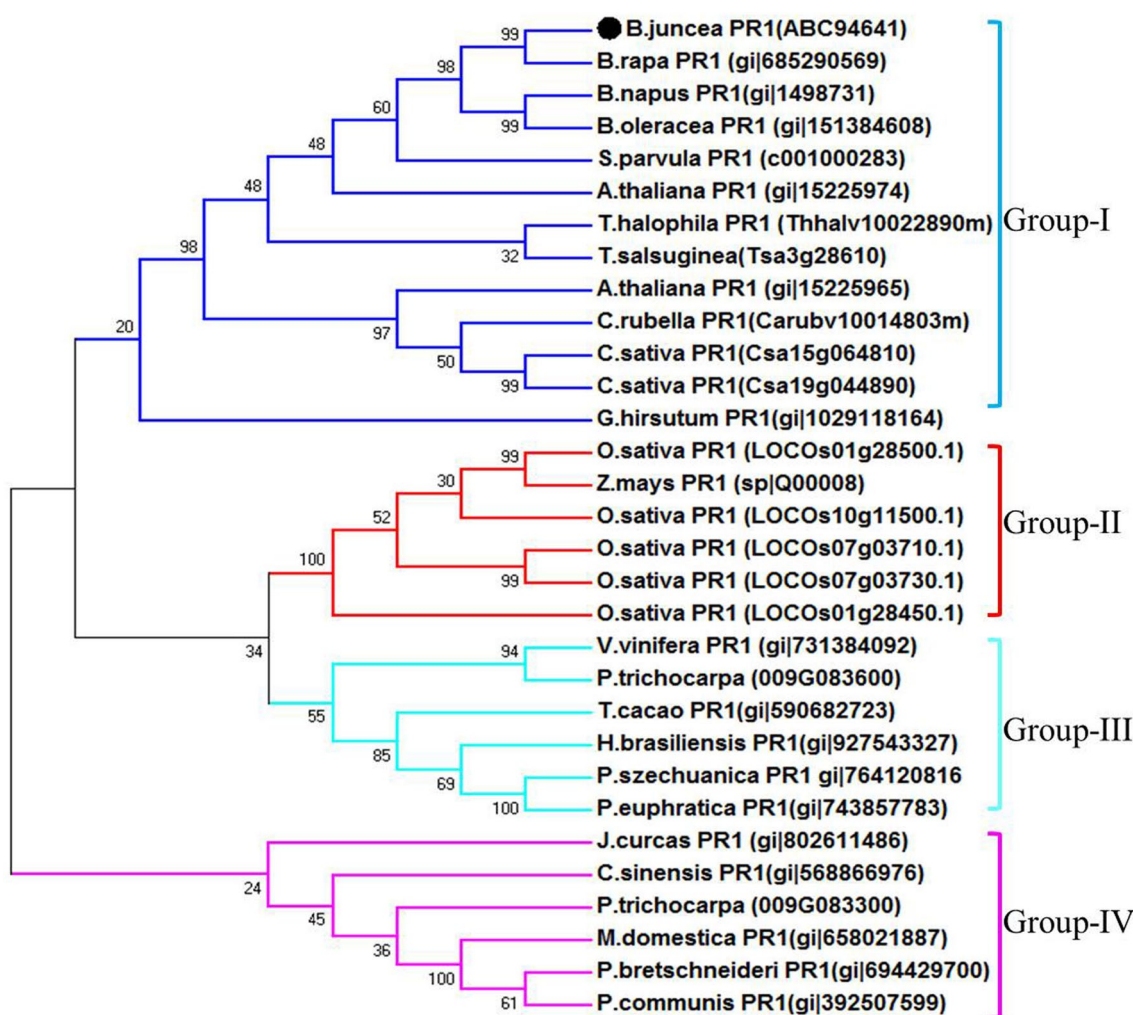 99
B.juncea PR1(ABC94641)
98
B.rapa PR1 (gi|685290569)
B.napus PR1(gi|1498731)
60
99
B.oleracea PR1 (gi|151384608)
48
S.parvula PR1 (c001000283)
48
A.thaliana PR1 (gi|15225974)
T.halophila PR1 (Thhalv10022890m)
Group-I
98
32
T.salsuginea(Tsa3g28610)
A.thaliana PR1 (gi|15225965)
20
97
C.rubella PR1(Carubv10014803m)
50
C.sativa PR1(Csa15g064810)
99
C.sativa PR1(Csa19g044890)
G.hirsutum PR1(gi|1029118164)
99
O.sativa PR1 (LOCOs01g28500.1)
30
Z.mays PR1 (sp|Q00008)
52
O.sativa PR1 (LOCOs10g11500.1)
Group-II
100
O.sativa PR1 (LOCOs07g03710.1)
99
O.sativa PR1 (LOCOs07g03730.1)
O.sativa PR1 (LOCOs01g28450.1)
34
94
V.vinifera PR1 (gi|731384092)
P.trichocarpa (009G083600)
55
T.cacao PR1(gi|590682723)
Group-III
85
H.brasiliensis PR1(gi|927543327)
69
P.szechuanica PR1 gi|764120816
100
P.euphratica PR1(gi|743857783)
J.curcas PR1 (gi|802611486)
24
C.sinensis PR1(gi|568866976)
45
P.trichocarpa (009G083300)
Group-IV
36
M.domestica PR1(gi|658021887)
100
P.bretschneideri PR1(gi|694429700)
61
P.communis PR1(gi|392507599)